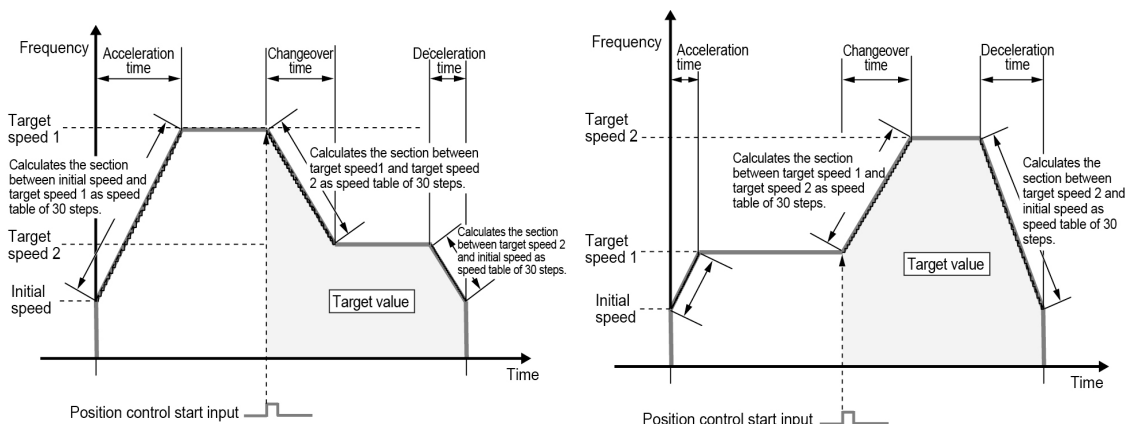 Frequency
Acceleration
time
Changeover
time
Deceleration
time
Target
speed 1
Calculates the section
between initial speed and
target speed 1 as speed
table of 30 steps.
Calculates the section between
target speed1 and target speed
2 as speed table of 30 steps.
Target
speed 2
Calculates the section
between target speed 2
and initial speed as
speed table of 30 steps.
Initial
speed
Target value
Time
Position control start input
Frequency
Acceleration
time
Changeover
time
Deceleration
time
Target
speed 2
Calculates the section
between target speed 1 and
target speed 2 as speed
table of 30 steps.
Calculates the
section between
target speed 2 and
initial speed as
speed table of 30
steps.
Target
speed 1
Target value
Initial
speed
Time
Position control start input